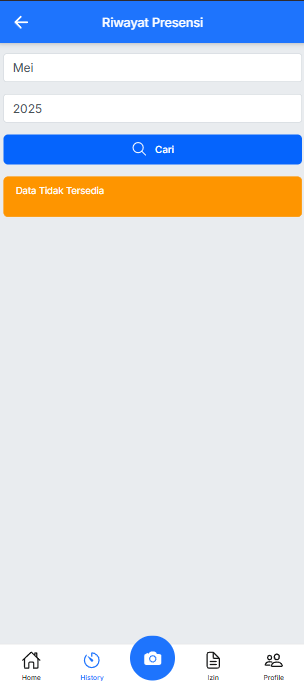 Riwayat Presensi
Mei
2025
Cari
Data Tidak Tersedia
Home
History
Izin
Profile